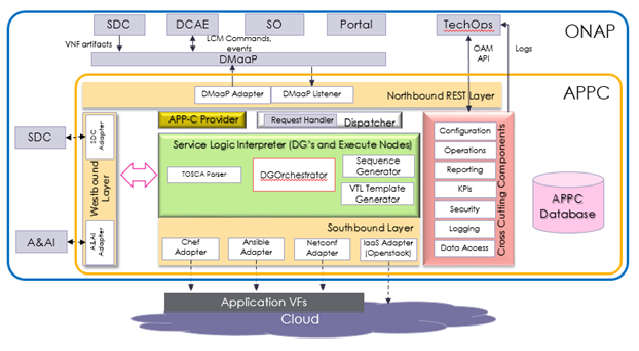 SDC
DCAE
SO
Portal
TechOps
ONAP
VNF artifacts
LCM Commands,
events
OAM
API
Logs
DMaaP
APPC
DMaaP Adapter
DMaaP Listener
Northbound REST Layer
APP-C Provider
Request Handler
Dispatcher
SDC
SDC
Adapter
Westbound
Layer
A&AI
A&AI
Adapter
Service Logic Interpreter (DG's and Execute Nodes)
TOSCA Parser
DGOrchestrator
Sequence
Generator
VTL Template
Generator
Southbound Layer
Chef
Adapter
Ansible
Adapter
Netconf
Adapter
IaaS Adapter
(Openstack)
Configuration
Operations
Reporting
KPIs
Security
Logging
Data Access
Cross Cutting Components
APPC
Database
Application VFs
Cloud